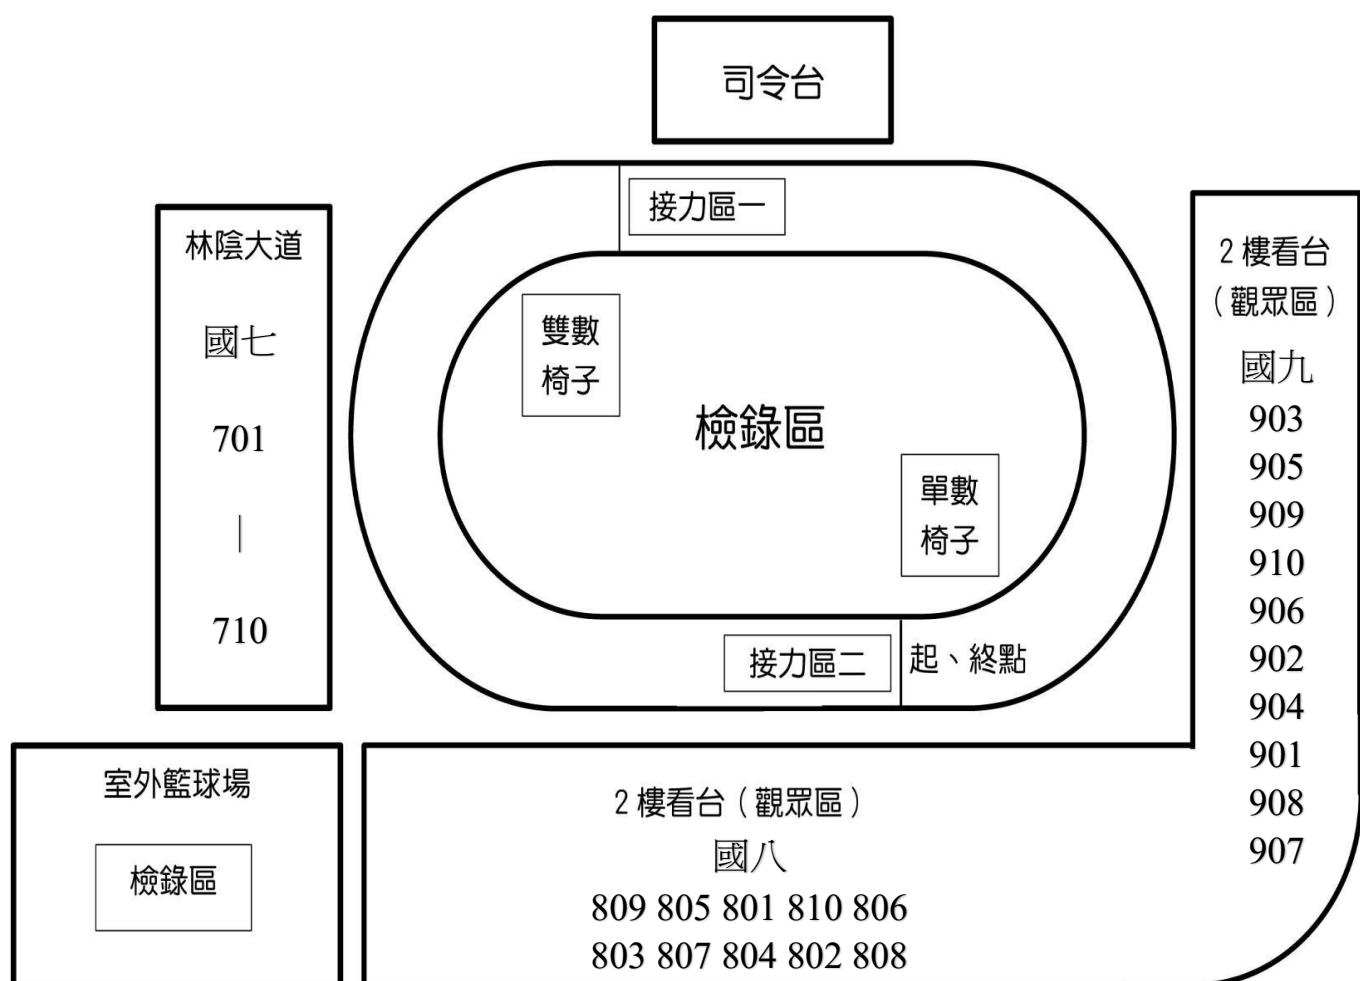 司令台
接力區一
林陰大道
國七
701
｜
710
雙數
椅子
檢錄區
單數
椅子
接力區二
起、終點
2樓看台
（觀眾區）
國九
903
905
909
910
906
902
904
901
908
907
室外籃球場
檢錄區
2樓看台（觀眾區）
國八
809 805 801 810 806
803 807 804 802 808